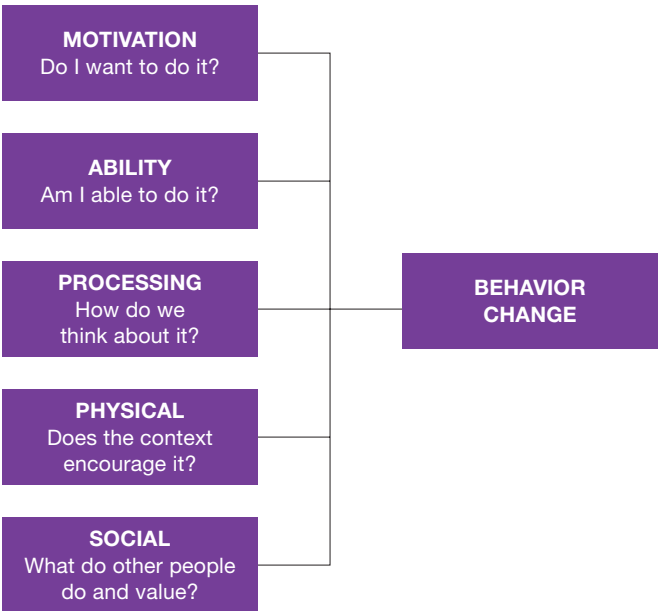 MOTIVATION
Do I want to do it?
ABILITY
Am I able to do it?
PROCESSING
How do we
think about it?
PHYSICAL
Does the context
encourage it?
SOCIAL
What do other people
do and value?
BEHAVIOR
CHANGE